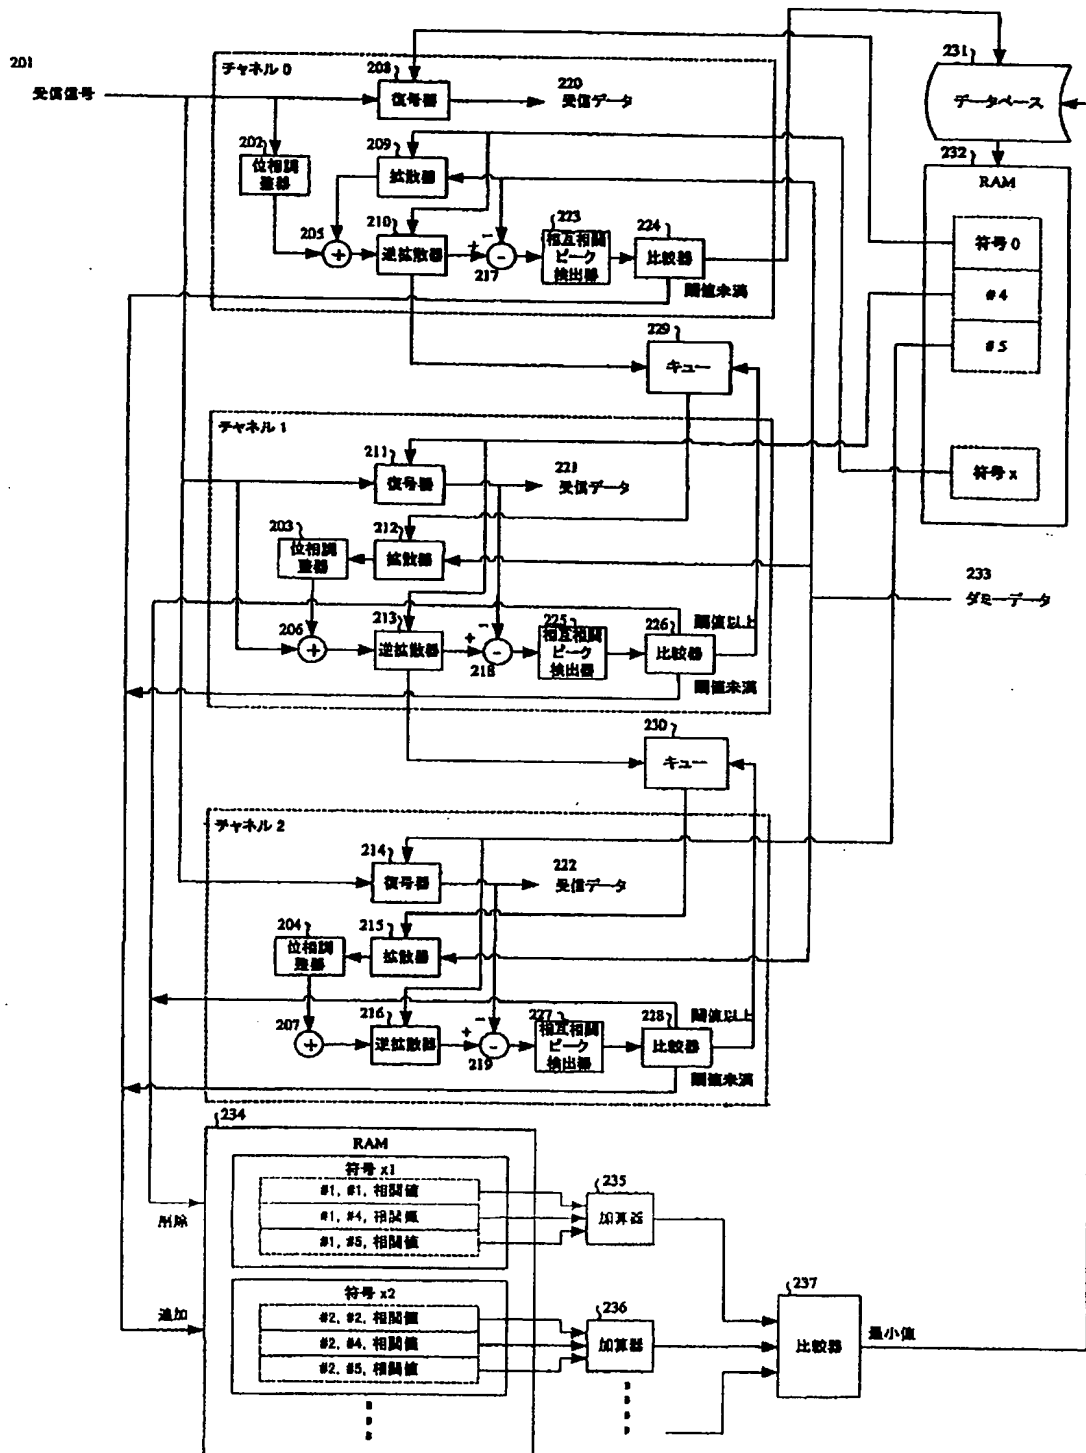 201
受信信号
チャネル 0
208
復号器
220
受信データ
231
データベース
202
位相調
整器
209
拡散器
232
RAM
符号 0
#4
#5
符号 x
205
+
210
逆拡散器
+
-
-
217
223
相互相関
ピーク
検出器
224
比較器
閾値未満
229
キュー
チャネル 1
211
復号器
221
受信データ
203
位相調
整器
212
拡散器
233
ダミーデータ
206
+
213
逆拡散器
+
-
-
218
225
相互相関
ピーク
検出器
226
比較器
閾値以上
閾値未満
230
キュー
チャネル 2
214
復号器
222
受信データ
204
位相調
整器
215
拡散器
207
+
216
逆拡散器
+
-
-
219
227
相互相関
ピーク
検出器
228
比較器
閾値以上
閾値未満
234
RAM
符号 x1
#1, #1, 相関値
#1, #4, 相関値
#1, #5, 相関値
削除
235
加算器
追加
符号 x2
#2, #2, 相関値
#2, #4, 相関値
#2, #5, 相関値
236
加算器
237
比較器
最小値